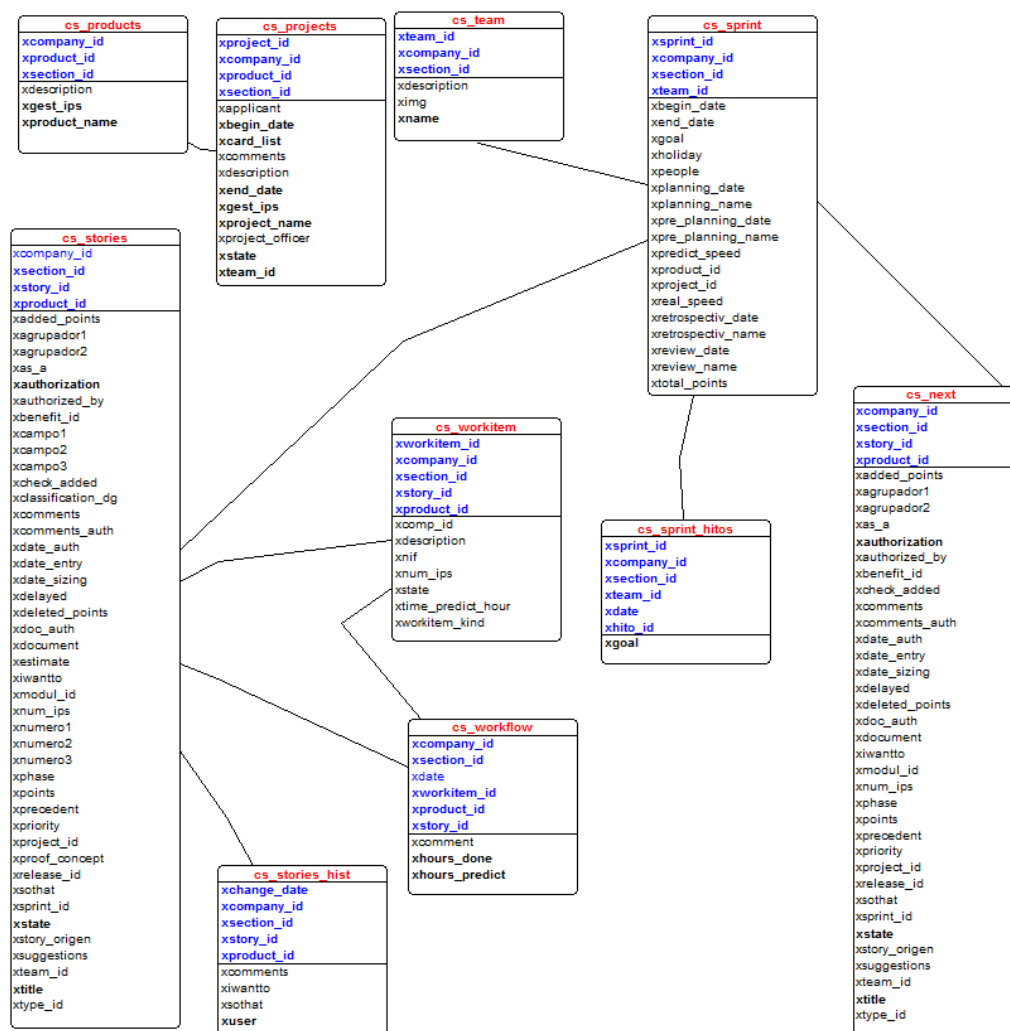 cs_products
xcompany_id
xproduct_id
xsection_id
xdescription
xgest_ips
xproduct_name
cs_projects
xproject_id
xcompany_id
xproduct_id
xsection_id
xapplicant
xbegin_date
xcard_list
xcomments
xdescription
xend_date
xgest_ips
xproject_name
xproject_officer
xstate
xteam_id
cs_team
xteam_id
xcompany_id
xsection_id
xdescription
ximg
xname
cs_sprint
xsprint_id
xcompany_id
xsection_id
xteam_id
xbegin_date
xend_date
xgoal
xholiday
xpeople
xplanning_date
xplanning_name
xpre_planning_date
xpre_planning_name
xpredict_speed
xproduct_id
xproject_id
xreal_speed
xretrospectiv_date
xretrospectiv_name
xreview_date
xreview_name
xtotal_points
cs_stories
xcompany_id
xsection_id
xstory_id
xproduct_id
xadded_points
xagrupador1
xagrupador2
xas_a
xauthorization
xauthorized_by
xbenefit_id
xcampo1
xcampo2
xcampo3
xcheck_added
xclassification_dg
xcomments
xcomments_auth
xdate_auth
xdate_entry
xdate_sizing
xdelayed
xdeleted_points
xdoc_auth
xdocument
xestimate
xiwantto
xmodul_id
xnum_ips
xnumero1
xnumero2
xnumero3
xphase
xpoints
xprecedent
xpriority
xproject_id
xproof_concept
xrelease_id
xsothat
xsprint_id
xstate
xstory_origen
xsuggestions
xteam_id
xtitle
xtype_id
cs_workitem
xworkitem_id
xcompany_id
xsection_id
xstory_id
xproduct_id
xcomp_id
xdescription
xnif
xnum_ips
xstate
xtime_predict_hour
xworkitem_kind
cs_sprint_hitos
xsprint_id
xcompany_id
xsection_id
xteam_id
xdate
xhito_id
xgoal
cs_next
xcompany_id
xsection_id
xstory_id
xproduct_id
xadded_points
xagrupador1
xagrupador2
xas_a
xauthorization
xauthorized_by
xbenefit_id
xcheck_added
xcomments
xcomments_auth
xdate_auth
xdate_entry
xdate_sizing
xdelayed
xdeleted_points
xdoc_auth
xdocument
xiwantto
xmodul_id
xnum_ips
xphase
xpoints
xprecedent
xpriority
xproject_id
xrelease_id
xsothat
xsprint_id
xstate
xstory_origen
xsuggestions
xteam_id
xtitle
xtype_id
cs_workflow
xcompany_id
xsection_id
xdate
xworkitem_id
xproduct_id
xstory_id
xcomment
xhours_done
xhours_predict
cs_stories_hist
xchange_date
xcompany_id
xsection_id
xstory_id
xproduct_id
xcomments
xiwantto
xsothat
xuser